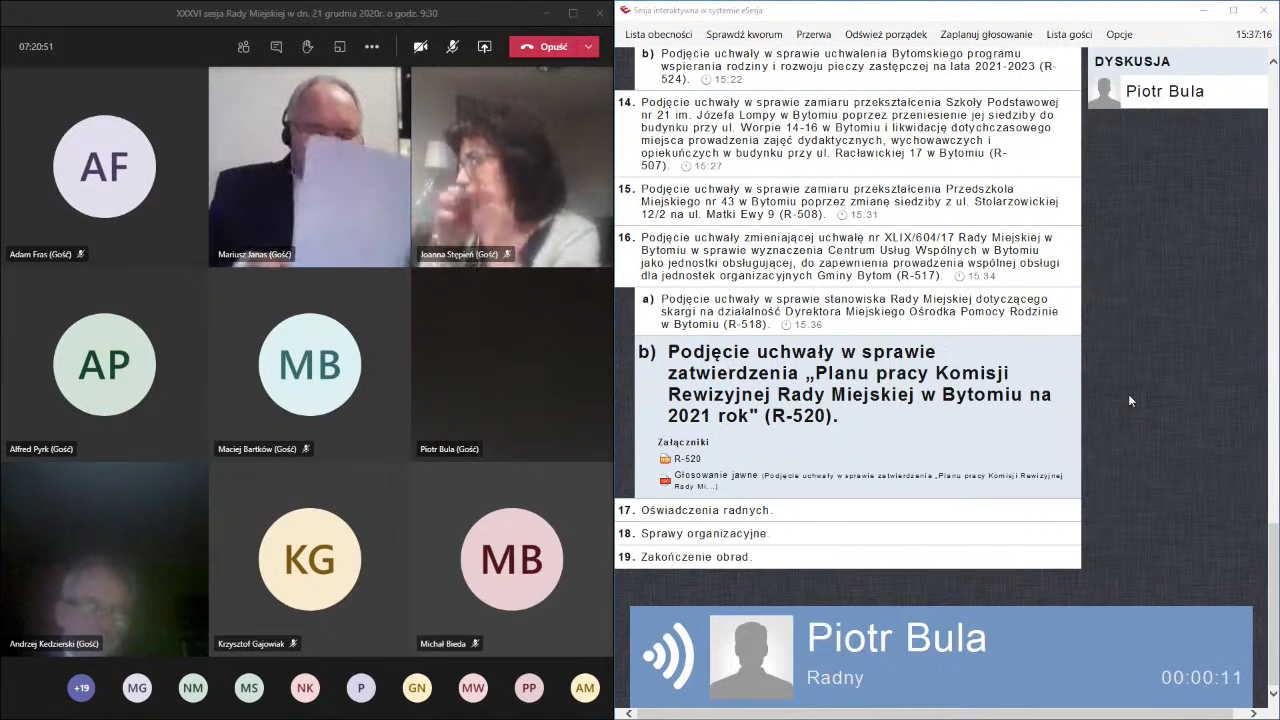 XXXVI sesja Rady Miejskiej w dn. 21 grudnia 2020r. o godz. 9:30
07:20:51
Opuść
AF
Adam Fras (Gość)
Mariusz Janas (Gość)
Joanna Stępień (Gość)
AP
Alfred Pyrk (Gość)
MB
Maciej Bartków (Gość)
Piotr Bula (Gość)
Andrzej Kedzierski (Gość)
KG
Krzysztof Gajowiak
MB
Michał Bieda
+19
MG
NM
MS
NK
P
GN
MW
PP
AM
Sesja interaktywna w systemie eSesja
Lista obecności Sprawdź kworum Przerwa Odśwież porządek Zaplanuj głosowanie Lista gości Opcje
15:37:16
b) Podjęcie uchwały w sprawie uchwalenia Bytomskiego programu
wspierania rodziny i rozwoju pieczy zastępczej na lata 2021-2023 (R-
524). 15:22
14. Podjęcie uchwały w sprawie zamiaru przekształcenia Szkoły Podstawowej
nr 21 im. Józefa Lompy w Bytomiu poprzez przeniesienie jej siedziby do
budynku przy ul. Worpie 14-16 w Bytomiu i likwidację dotychczasowego
miejsca prowadzenia zajęć dydaktycznych, wychowawczych i
opiekuńczych w budynku przy ul. Racławickiej 17 w Bytomiu (R-
507). 15:27
15. Podjęcie uchwały w sprawie zamiaru przekształcenia Przedszkola
Miejskiego nr 43 w Bytomiu poprzez zmianę siedziby z ul. Stolarzowickiej
12/2 na ul. Matki Ewy 9 (R-508). 15:31
16. Podjęcie uchwały zmieniającej uchwałę nr XLIX/604/17 Rady Miejskiej w
Bytomiu w sprawie wyznaczenia Centrum Usług Wspólnych w Bytomiu
jako jednostki obsługującej, do zapewnienia prowadzenia wspólnej obsługi
dla jednostek organizacyjnych Gminy Bytom (R-517). 15:34
a) Podjęcie uchwały w sprawie stanowiska Rady Miejskiej dotyczącego
skargi na działalność Dyrektora Miejskiego Ośrodka Pomocy Rodzinie
w Bytomiu (R-518). 15:36
b) Podjęcie uchwały w sprawie
zatwierdzenia „Planu pracy Komisji
Rewizyjnej Rady Miejskiej w Bytomiu na
2021 rok" (R-520).
Załączniki
R-520
Głosowanie jawne (Podjęcie uchwały w sprawie zatwierdzenia „Planu pracy Komisji Rewizyjnej
Rady Mi...)
17. Oświadczenia radnych.
18. Sprawy organizacyjne.
19. Zakończenie obrad.
DYSKUSJA
Piotr Bula
Piotr Bula
Radny
00:00:11